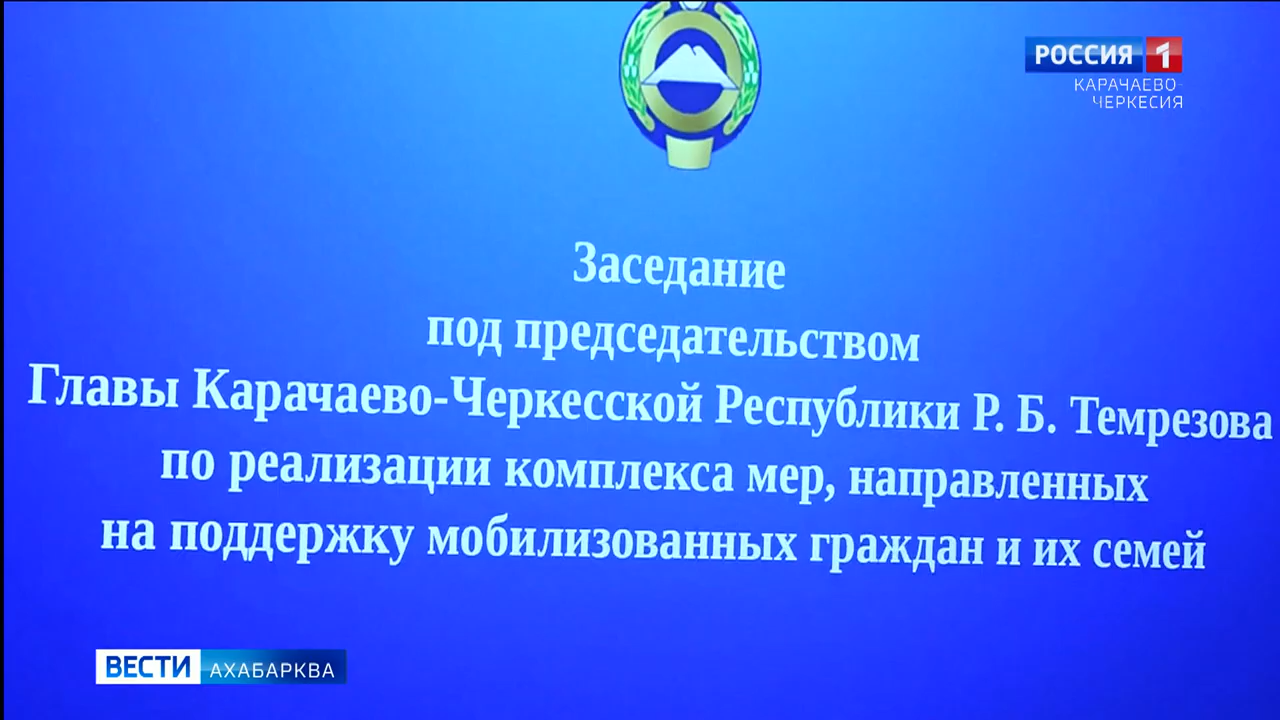 РОССИЯ 1
КАРАЧАЕВО-
ЧЕРКЕСИЯ
Заседание
под председательством
Главы Карачаево-Черкесской Республики Р. Б. Темрезова
по реализации комплекса мер, направленных
на поддержку мобилизованных граждан и их семей
ВЕСТИ АХАБАРКВА